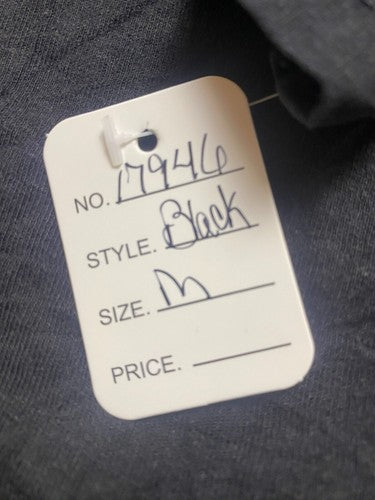 NO. 17946
STYLE. Black
SIZE. M
PRICE.